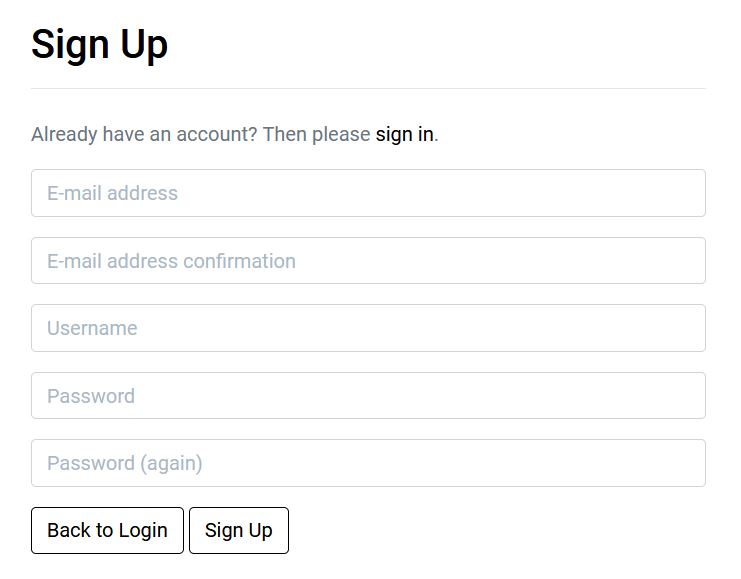 Sign Up
Already have an account? Then please sign in.
E-mail address
E-mail address confirmation
Username
Password
Password (again)
Back to Login Sign Up